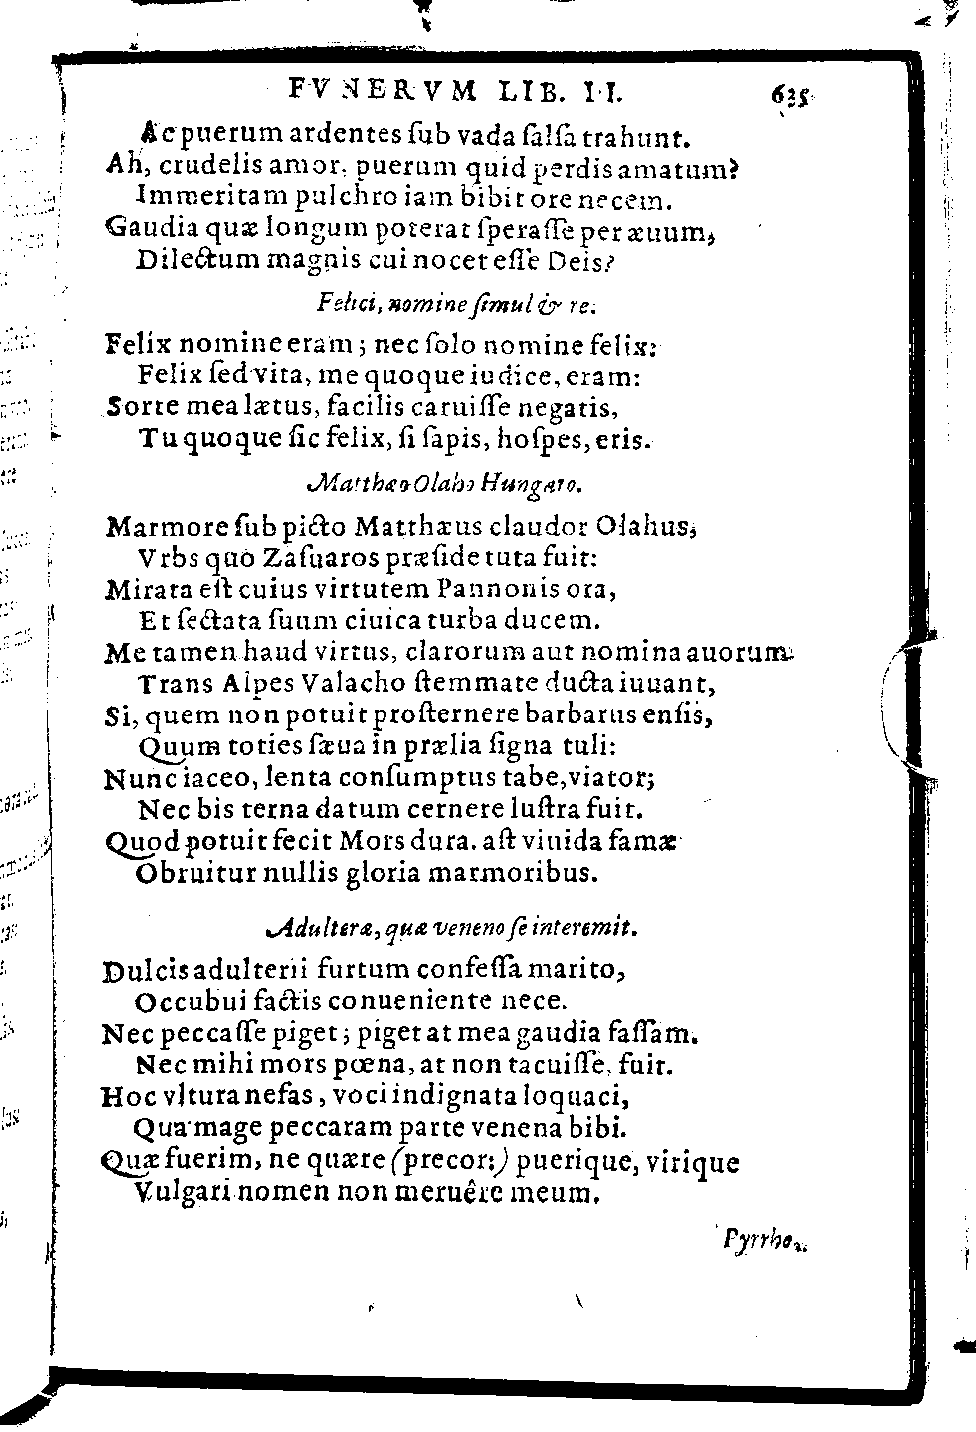 FVNERVM LIB. II. 635
Ac puerum ardentes ſub vada ſalſa trahunt.
Ah, crudelis amor, puerum quid perdis amatum?
Immeritam pulchro iam bibit ore necem.
Gaudia quæ longum poterat ſperaſſe per æuum,
Dilectum magnis cui nocet eſſe Deis?
Felici, nomine ſimul & re.
Felix nomine eram; nec ſolo nomine felix:
Felix ſed vita, me quoque iudice, eram:
Sorte mea lætus, facilis caruiſſe negatis,
Tu quoque ſic felix, ſi ſapis, hoſpes, eris.
Matthæo Olaho Hungaro.
Marmore ſub picto Matthæus claudor Olahus,
Vrbs quo Zaſuaros præſide tuta fuit:
Mirata eſt cuius virtutem Pannonis ora,
Et ſectata ſuum ciuica turba ducem.
Me tamen haud virtus, clarorum aut nomina auorum
Trans Alpes Valacho ſtemmate ducta iuuant,
Si, quem non potuit proſternere barbarus enſis,
Quum toties ſæua in prælia ſigna tuli:
Nunc iaceo, lenta conſumptus tabe, viator;
Nec bis terna datum cernere luſtra fuit.
Quod potuit fecit Mors dura. aſt viuida famæ
Obruitur nullis gloria marmoribus.
Adulteræ, quæ veneno ſe interemit.
Dulcis adulterii furtum confeſſa marito,
Occubui factis conueniente nece.
Nec peccaſſe piget; piget at mea gaudia faſſam.
Nec mihi mors pœna, at non tacuiſſe, fuit.
Hoc vltura nefas, voci indignata loquaci,
Qua mage peccaram parte venena bibi.
Quæ fuerim, ne quære (precor:) puerique, virique
Vulgari nomen non meruêre meum.
Pyrrho